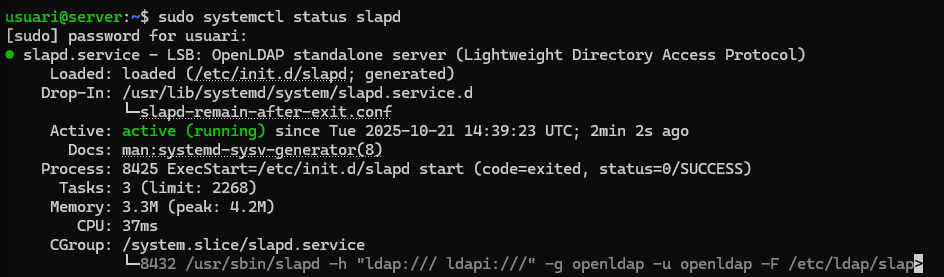 usuari@server:~$ sudo systemctl status slapd
[sudo] password for usuari:
● slapd.service - LSB: OpenLDAP standalone server (Lightweight Directory Access Protocol)
     Loaded: loaded (/etc/init.d/slapd; generated)
    Drop-In: /usr/lib/systemd/system/slapd.service.d
             └─slapd-remain-after-exit.conf
     Active: active (running) since Tue 2025-10-21 14:39:23 UTC; 2min 2s ago
       Docs: man:systemd-sysv-generator(8)
    Process: 8425 ExecStart=/etc/init.d/slapd start (code=exited, status=0/SUCCESS)
      Tasks: 3 (limit: 2268)
     Memory: 3.3M (peak: 4.2M)
        CPU: 37ms
     CGroup: /system.slice/slapd.service
             └─8432 /usr/sbin/slapd -h "ldap:/// ldapi:///" -g openldap -u openldap -F /etc/ldap/slap>